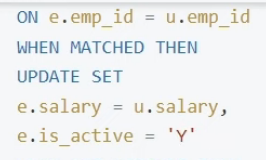 ON e.emp_id = u.emp_id
WHEN MATCHED THEN
UPDATE SET
e.salary = u.salary,
e.is_active = 'Y'